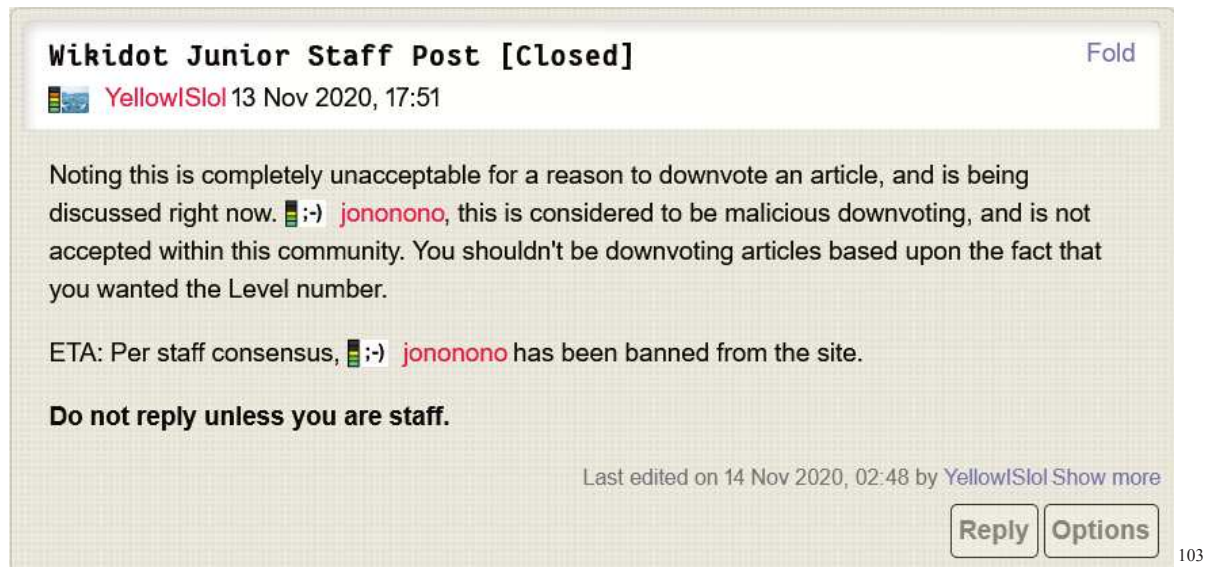 Wikidot Junior Staff Post [Closed]
Fold
YellowISlol 13 Nov 2020, 17:51
Noting this is completely unacceptable for a reason to downvote an article, and is being
discussed right now. ;-) jononono, this is considered to be malicious downvoting, and is not
accepted within this community. You shouldn't be downvoting articles based upon the fact that
you wanted the Level number.
ETA: Per staff consensus, ;-) jononono has been banned from the site.
Do not reply unless you are staff.
Last edited on 14 Nov 2020, 02:48 by YellowISlol Show more
Reply Options
103